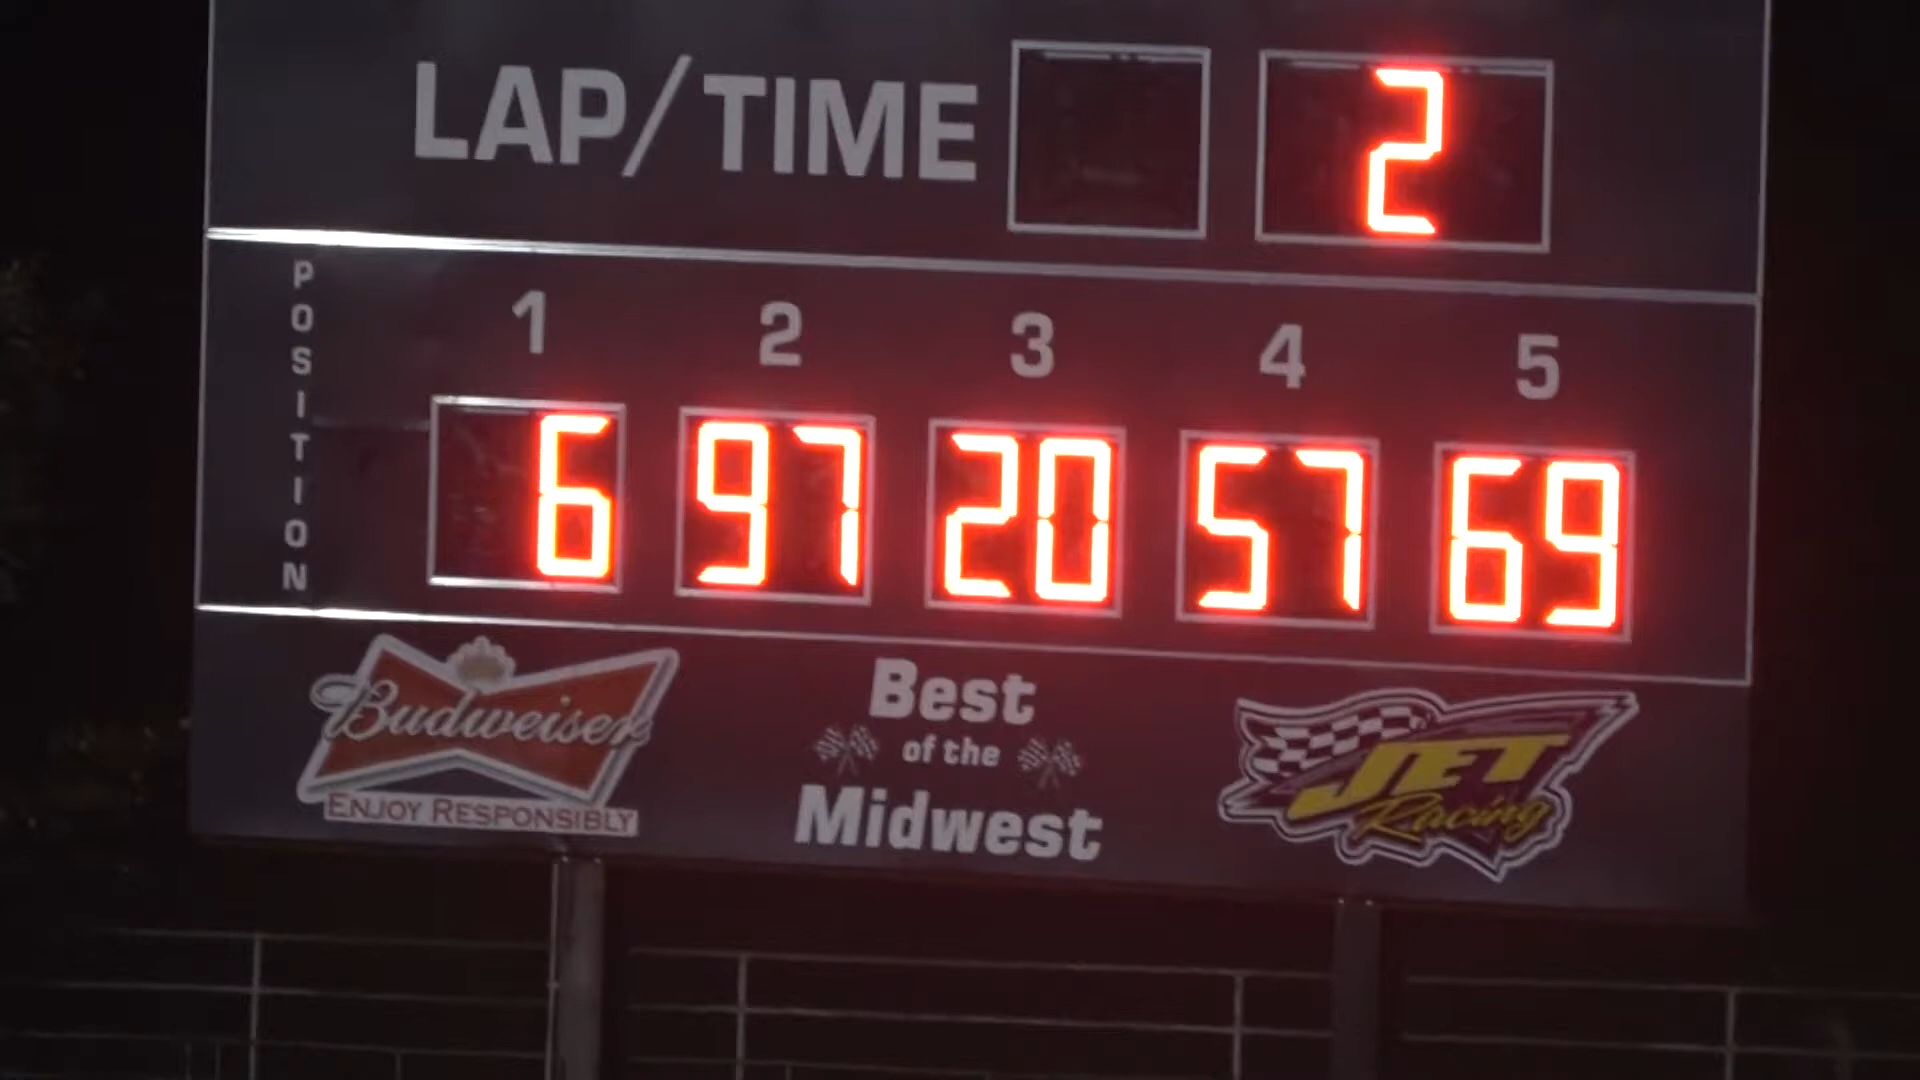 LAP/TIME 2
POSITION
1 2 3 4 5
6 97 20 57 69
Budweiser
ENJOY RESPONSIBLY
Best
of the
Midwest
JET
Racing